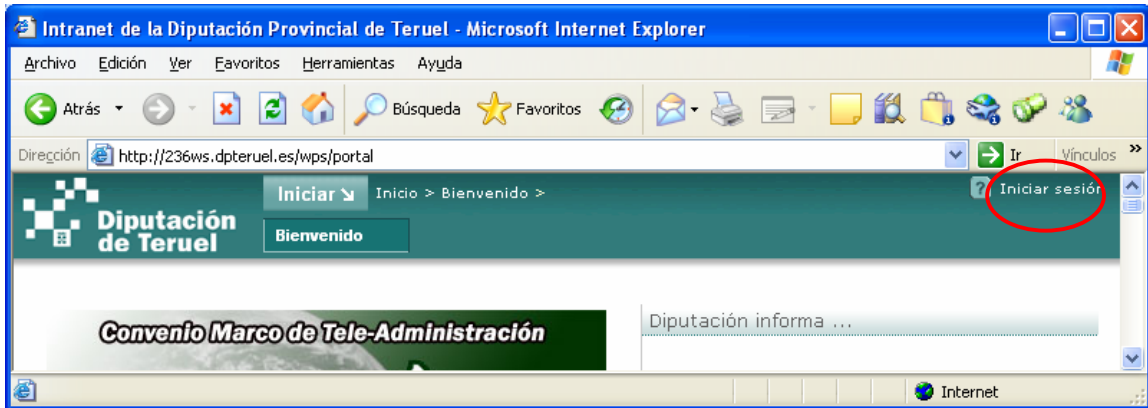 Intranet de la Diputación Provincial de Teruel - Microsoft Internet Explorer
Archivo Edición Ver Favoritos Herramientas Ayuda
Atrás Búsqueda Favoritos
Dirección http://236ws.dpteruel.es/wps/portal Ir Vínculos »
Iniciar Inicio > Bienvenido > ? Iniciar sesión
Diputación
de Teruel
Bienvenido
Diputación informa ...
Convenio Marco de Tele-Administración
Internet